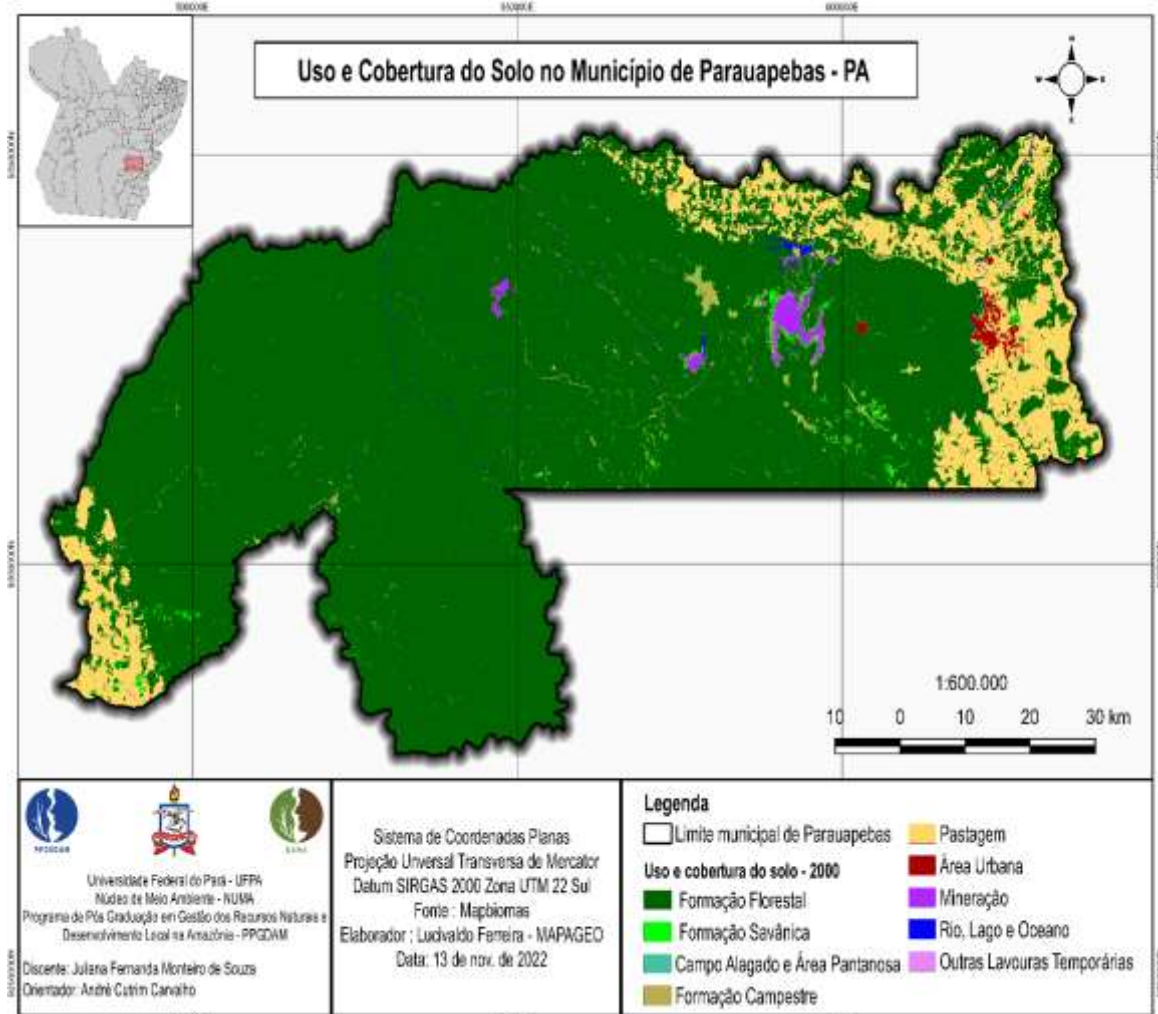 Uso e Cobertura do Solo no Município de Parauapebas - PA
1:600.000
10 0 10 20 30 km
PPGDAM
NUMA
Universidade Federal do Pará - UFPA
Núcleo de Meio Ambiente - NUMA
Programa de Pós Graduação em Gestão dos Recursos Naturais e
Desenvolvimento Local na Amazônia - PPGDAM
Discente: Juliana Fernanda Monteiro de Souza
Orientador: André Cutrim Carvalho
Sistema de Coordenadas Planas
Projeção Unversal Transversa de Mercator
Datum SIRGAS 2000 Zona UTM 22 Sul
Fonte : Mapbiomas
Elaborador : Lucivaldo Ferreira - MAPAGEO
Data: 13 de nov. de 2022
Legenda
Limite municipal de Parauapebas
Uso e cobertura do solo - 2000
Formação Florestal
Formação Savânica
Campo Alagado e Área Pantanosa
Formação Campestre
Pastagem
Área Urbana
Mineração
Rio, Lago e Oceano
Outras Lavouras Temporárias